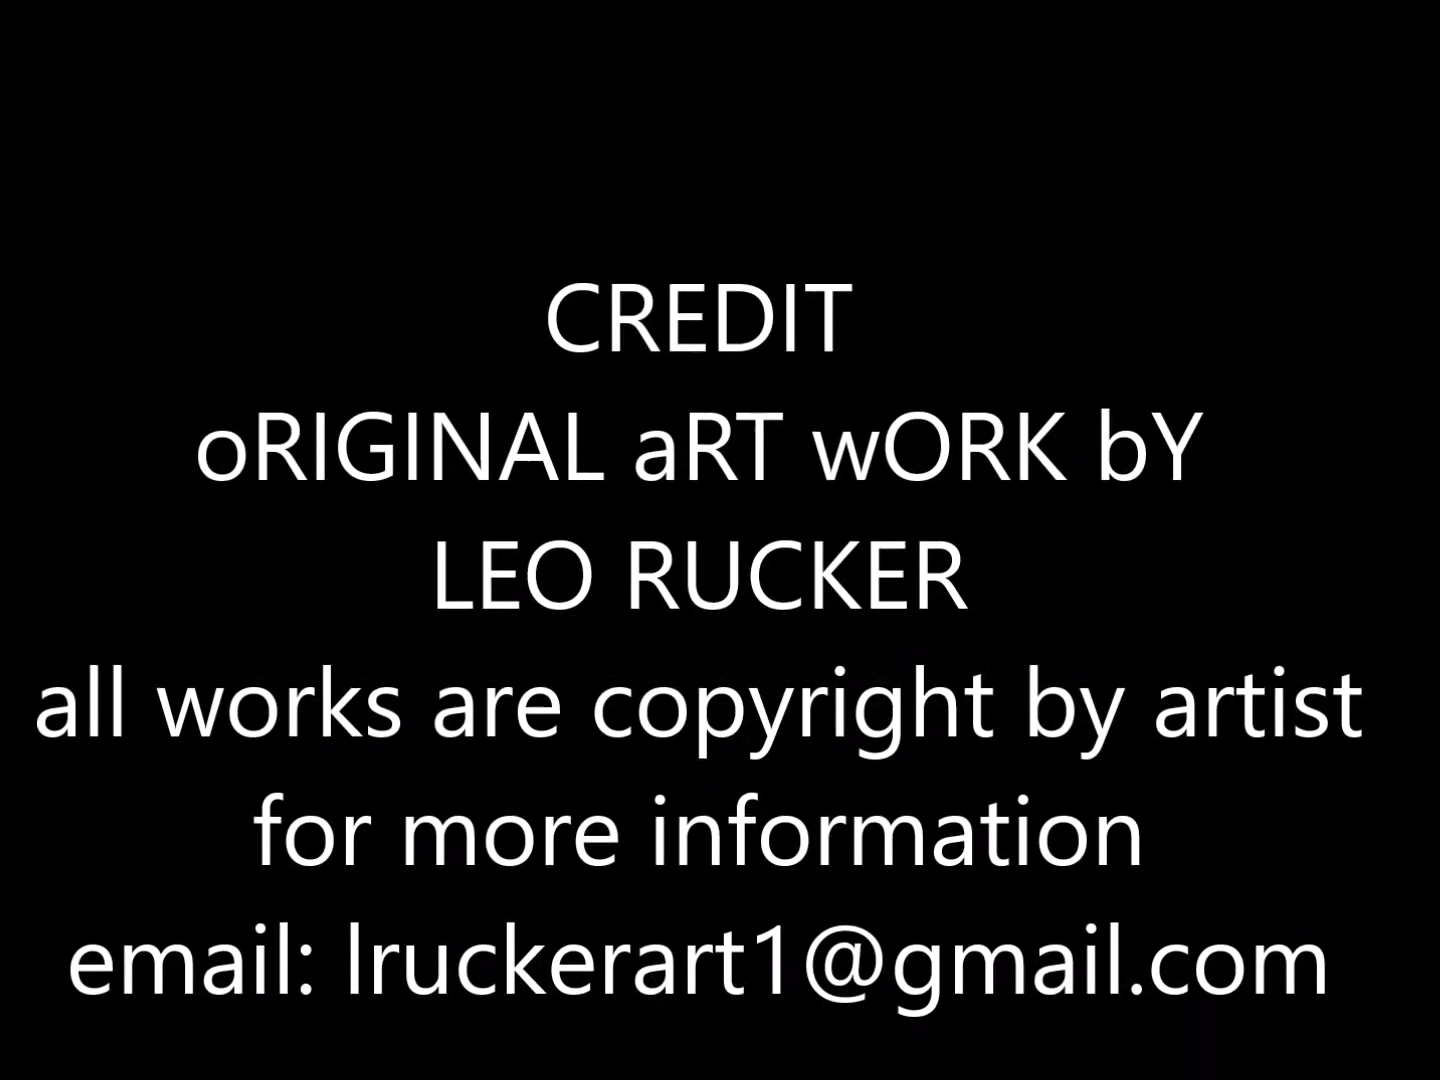 CREDIT
oRIGINAL aRT wORK bY
LEO RUCKER
all works are copyright by artist
for more information
email: lruckerart1@gmail.com